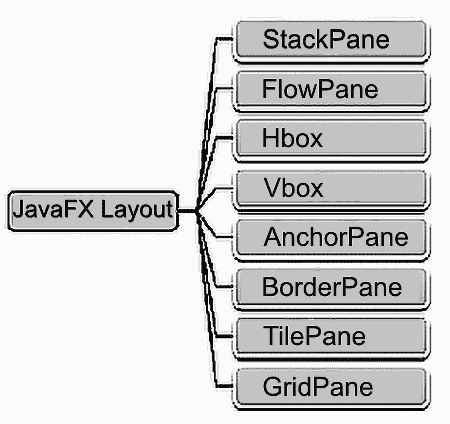 StackPane
FlowPane
Hbox
Vbox
JavaFX Layout
AnchorPane
BorderPane
TilePane
GridPane